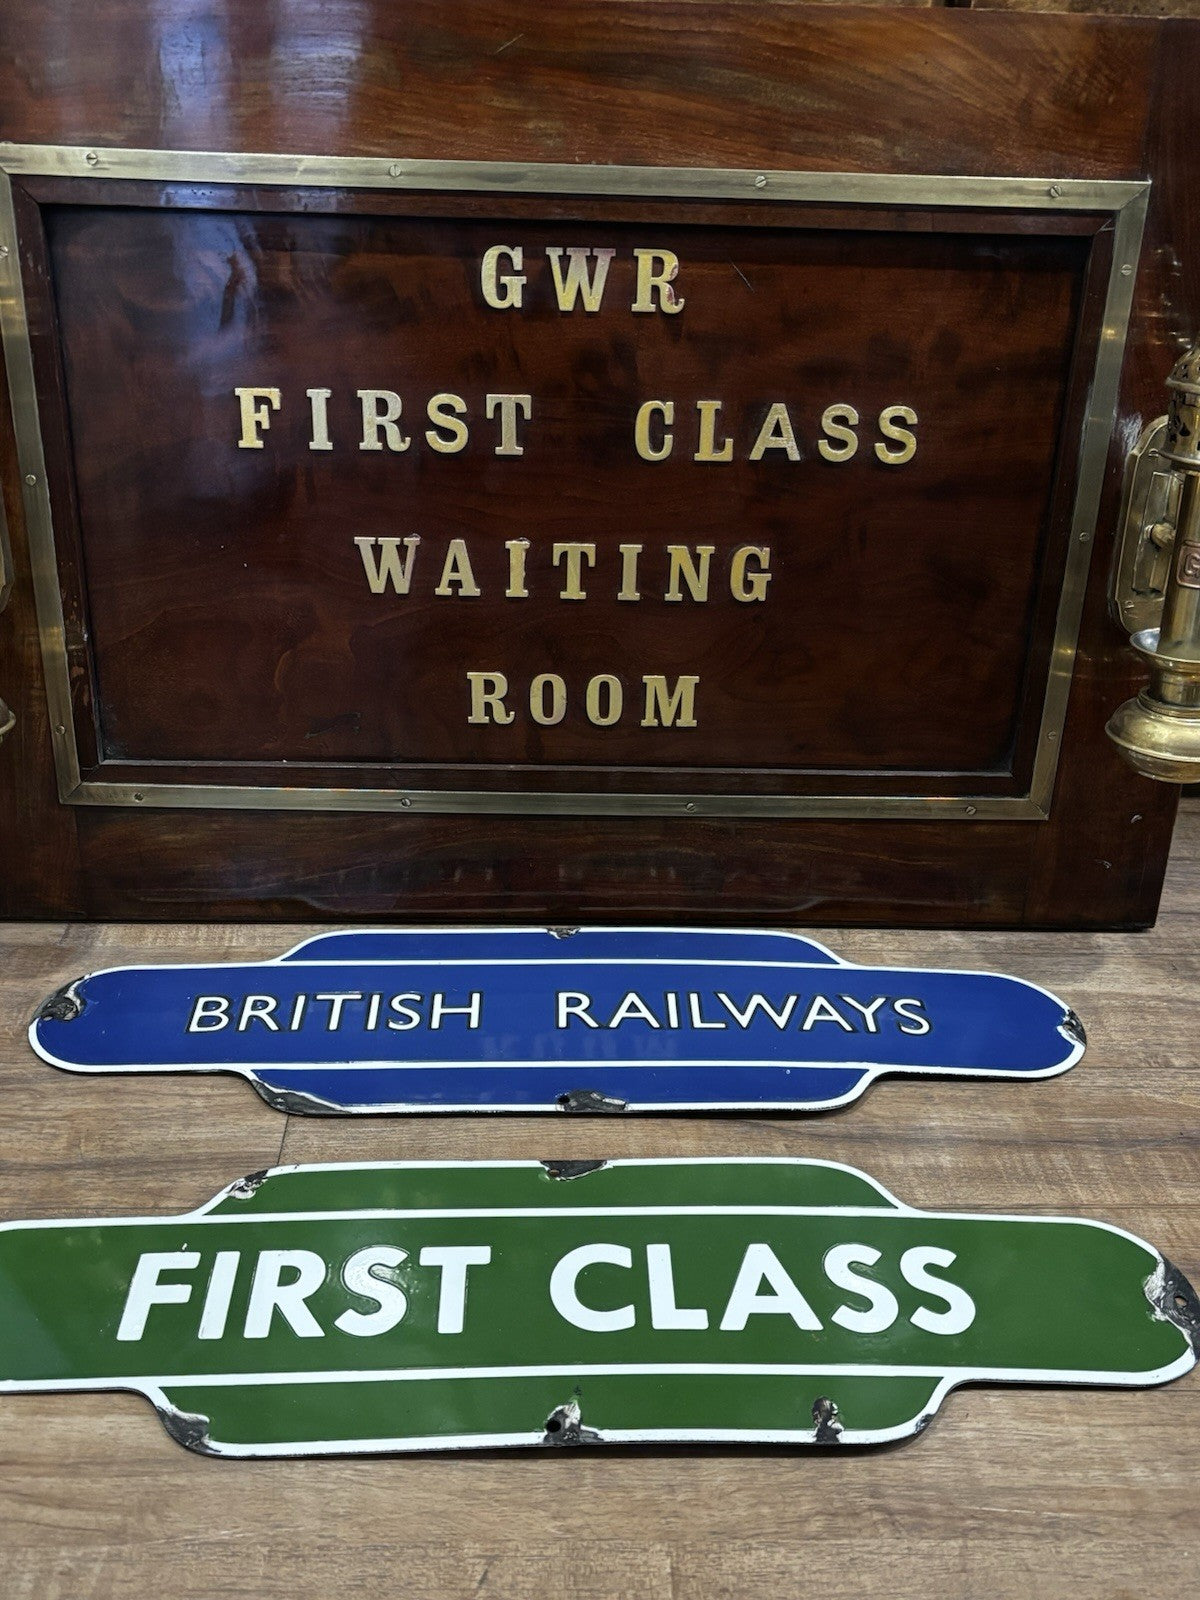 GWR
FIRST CLASS
WAITING
ROOM
BRITISH RAILWAYS
FIRST CLASS